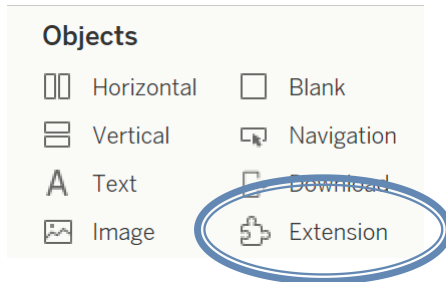 Objects
Horizontal
Blank
Vertical
Navigation
Text
Download
Image
Extension